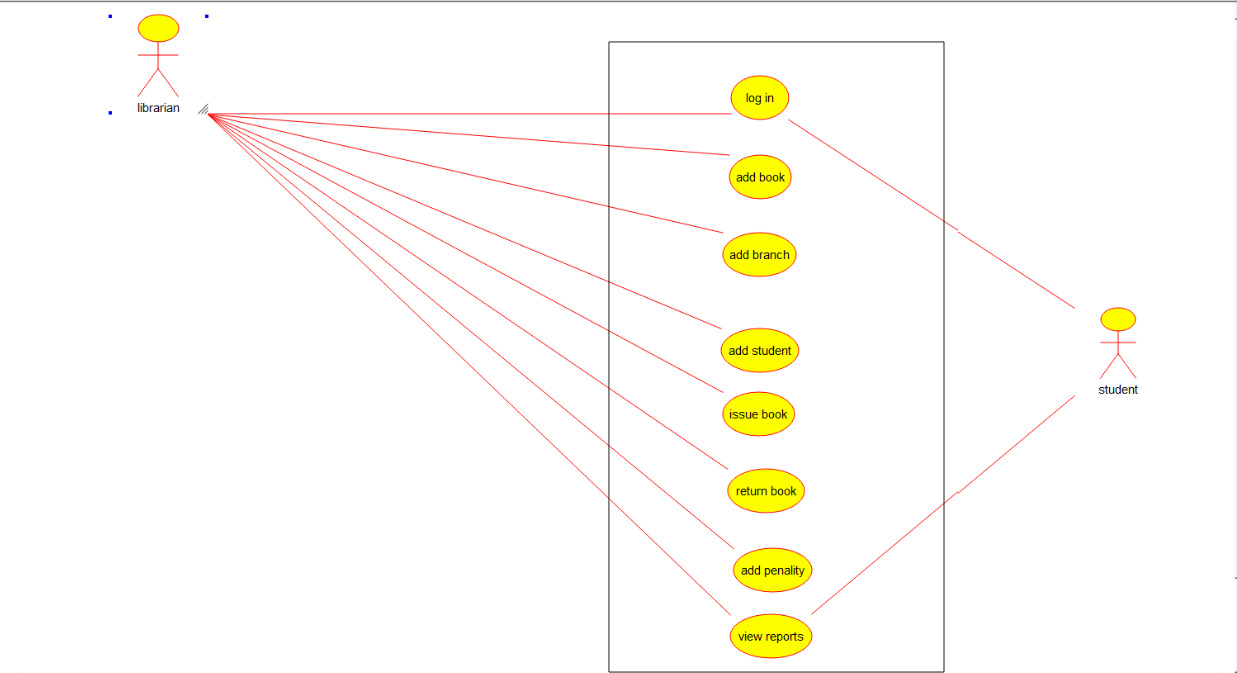 librarian
log in
add book
add branch
add student
issue book
return book
add penality
view reports
student